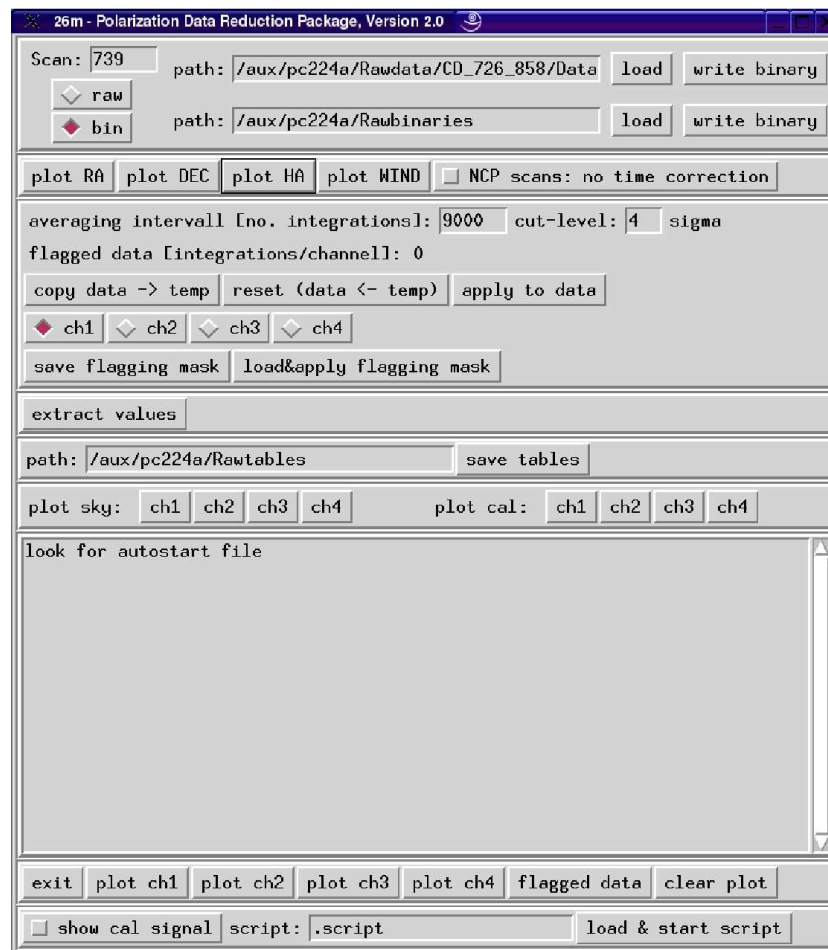 26m - Polarization Data Reduction Package, Version 2.0
Scan: 739 path: /aux/pc224a/Rawdata/CD_726_858/Data load write binary
raw
bin path: /aux/pc224a/Rawbinaries load write binary
plot RA plot DEC plot HA plot WIND NCP scans: no time correction
averaging intervall [no. integrations]: 9000 cut-level: 4 sigma
flagged data [integrations/channel]: 0
copy data -> temp reset (data <- temp) apply to data
ch1 ch2 ch3 ch4
save flagging mask load&apply flagging mask
extract values
path: /aux/pc224a/Rawtables save tables
plot sky: ch1 ch2 ch3 ch4 plot cal: ch1 ch2 ch3 ch4
look for autostart file
exit plot ch1 plot ch2 plot ch3 plot ch4 flagged data clear plot
show cal signal script: .script load & start script